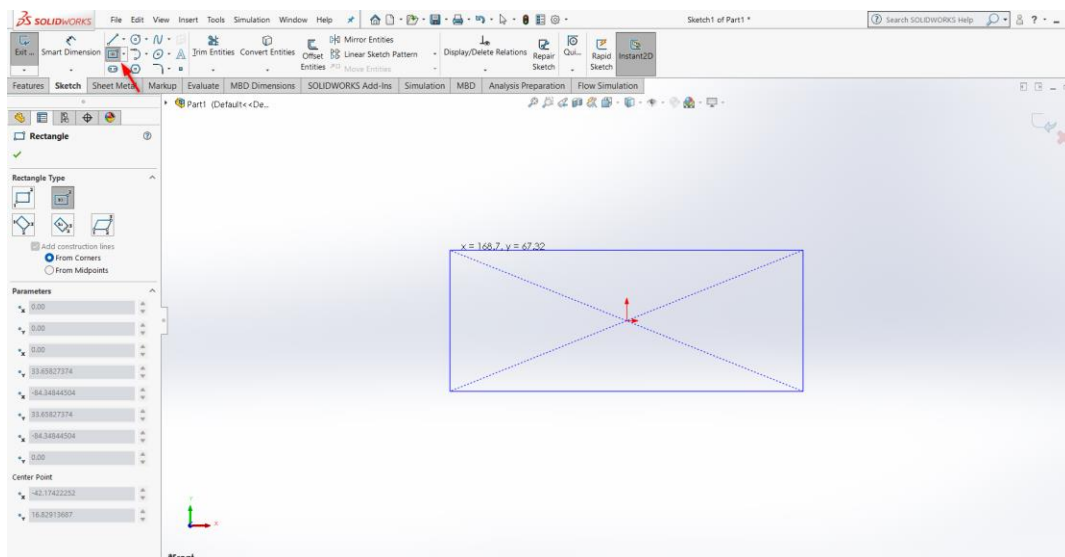 SOLIDWORKS File Edit View Insert Tools Simulation Window Help Sketch1 of Part1 * Search SOLIDWORKS Help ?
Exit ... Smart Dimension Trim Entities Convert Entities Offset Entities Mirror Entities Display/Delete Relations Repair Sketch Qui... Rapid Sketch Instant2D
Linear Sketch Pattern
Move Entities
Features Sketch Sheet Metal Markup Evaluate MBD Dimensions SOLIDWORKS Add-Ins Simulation MBD Analysis Preparation Flow Simulation
Part1 (Default<<De...
Rectangle
Rectangle Type
Add construction lines
From Corners
From Midpoints
Parameters
x 0.00
y 0.00
x 0.00
y 33.65827374
x -84.34844504
y 33.65827374
x -84.34844504
y 0.00
Center Point
x -42.17422252
y 16.82913687
x = 168.7, y = 67.32
x
*Front